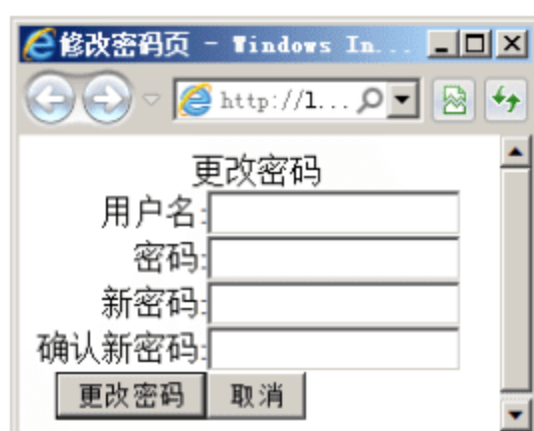 修改密码页 - Windows In...
http://l...
更改密码
用户名:
密码:
新密码:
确认新密码:
更改密码 取消